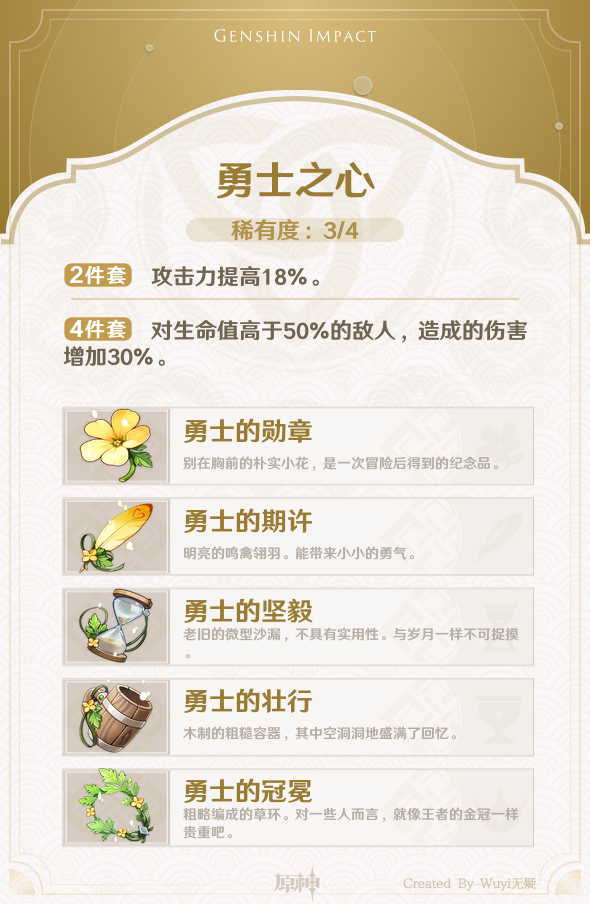 GENSHIN IMPACT
勇士之心
稀有度：3/4
2件套 攻击力提高18%。
4件套 对生命值高于50%的敌人，造成的伤害
增加30%。
勇士的勋章
别在胸前的朴实小花，是一次冒险后得到的纪念品。
勇士的期许
明亮的鸣禽翎羽。能带来小小的勇气。
勇士的坚毅
老旧的微型沙漏，不具有实用性。与岁月一样不可捉摸
。
勇士的壮行
木制的粗糙容器，其中空洞洞地盛满了回忆。
勇士的冠冕
粗略编成的草环。对一些人而言，就像王者的金冠一样
贵重吧。
原神
Created By Wuyi无疑